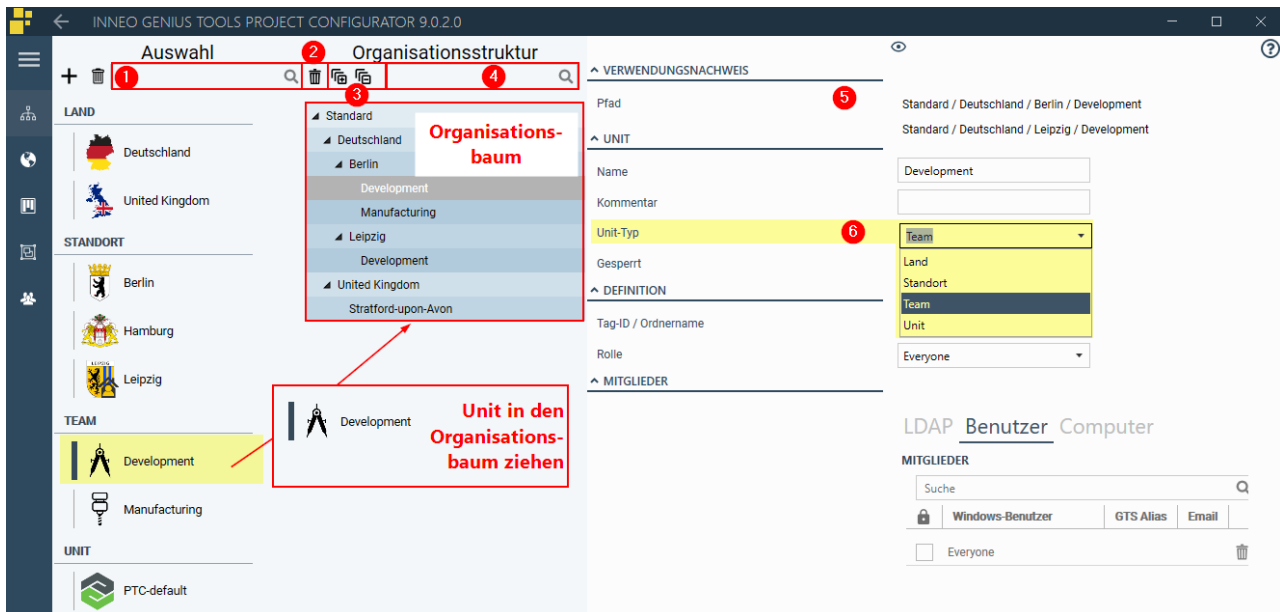 INNEO GENIUS TOOLS PROJECT CONFIGURATOR 9.0.2.0
Auswahl
1
2
Organisationsstruktur
3
4
LAND
Deutschland
United Kingdom
STANDORT
Berlin
Hamburg
LEIPZIG
Leipzig
TEAM
Development
Manufacturing
UNIT
PTC-default
Standard
Deutschland
Berlin
Development
Manufacturing
Leipzig
Development
United Kingdom
Stratford-upon-Avon
Organisations-
baum
Development
Unit in den
Organisations-
baum ziehen
VERWENDUNGSNACHWEIS
Pfad
5
Standard / Deutschland / Berlin / Development
Standard / Deutschland / Leipzig / Development
UNIT
Name
Development
Kommentar
Unit-Typ
6
Team
Land
Standort
Team
Unit
Gesperrt
DEFINITION
Tag-ID / Ordnername
Rolle
Everyone
MITGLIEDER
LDAP Benutzer Computer
MITGLIEDER
Suche
Windows-Benutzer GTS Alias Email
Everyone